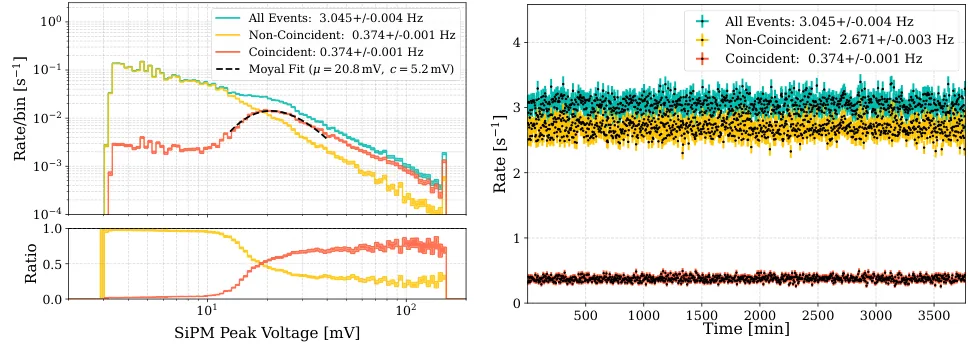 All Events: 3.045+/-0.004 Hz
Non-Coincident: 0.374+/-0.001 Hz
Coincident: 0.374+/-0.001 Hz
Moyal Fit (μ = 20.8 mV, c = 5.2 mV)
Rate/bin [s⁻¹]
10¹
10⁰
10⁻¹
10⁻²
10⁻³
10⁻⁴
Ratio
1.0
0.5
0.0
10¹
10²
SiPM Peak Voltage [mV]
All Events: 3.045+/-0.004 Hz
Non-Coincident: 2.671+/-0.003 Hz
Coincident: 0.374+/-0.001 Hz
Rate [s⁻¹]
4
3
2
1
0
500
1000
1500
2000
2500
3000
3500
Time [min]